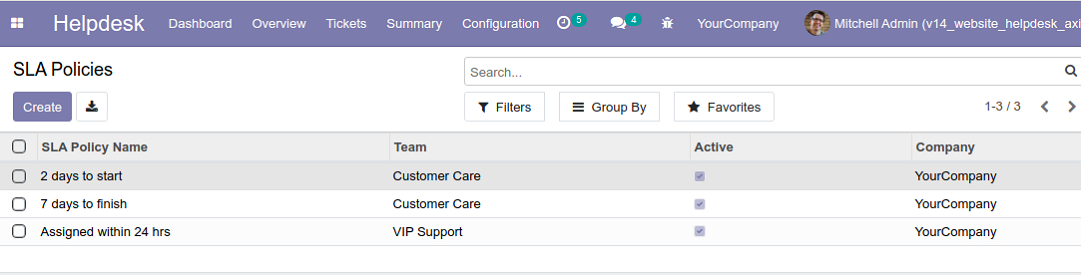 Helpdesk Dashboard Overview Tickets Summary Configuration 5 4 YourCompany Mitchell Admin (v14_website_helpdesk_axi
SLA Policies Search...
Create Filters Group By Favorites 1-3 / 3
SLA Policy Name Team Active Company
2 days to start Customer Care YourCompany
7 days to finish Customer Care YourCompany
Assigned within 24 hrs VIP Support YourCompany